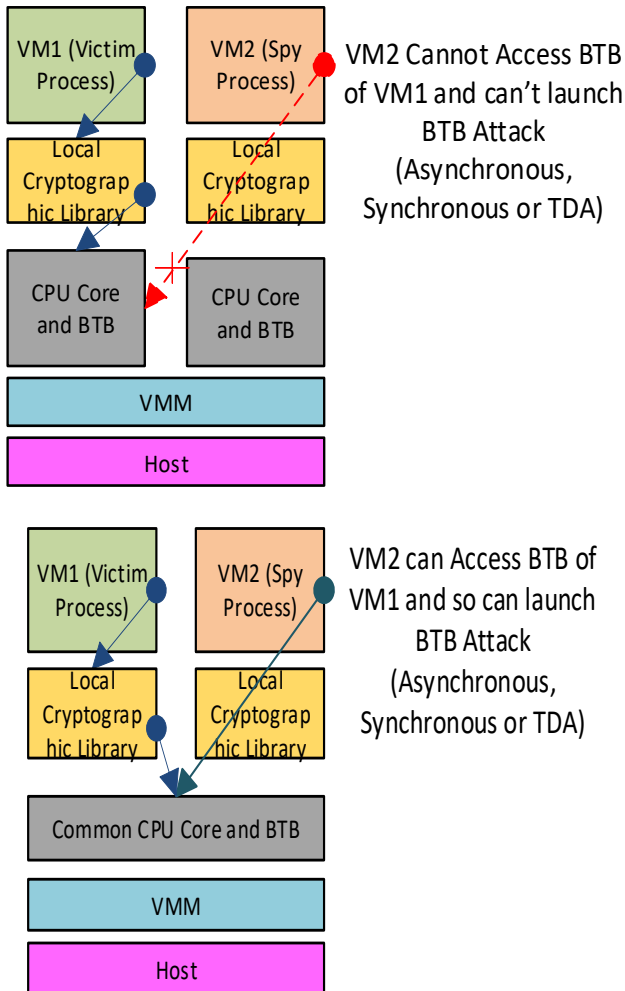 VM1 (Victim
Process)
VM2 (Spy
Process)
VM2 Cannot Access BTB
of VM1 and can't launch
BTB Attack
(Asynchronous,
Synchronous or TDA)
Local
Cryptograp
hic Library
Local
Cryptograp
hic Library
CPU Core
and BTB
CPU Core
and BTB
VMM
Host
VM1 (Victim
Process)
VM2 (Spy
Process)
VM2 can Access BTB of
VM1 and so can launch
BTB Attack
(Asynchronous,
Synchronous or TDA)
Local
Cryptograp
hic Library
Local
Cryptograp
hic Library
Common CPU Core and BTB
VMM
Host